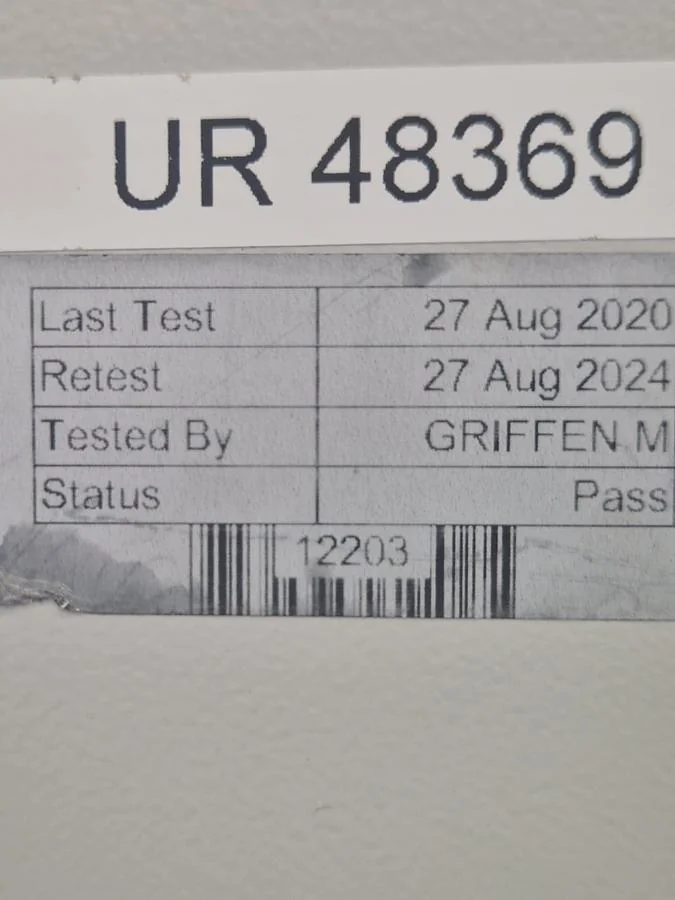 UR 48369
Last Test 27 Aug 2020
Retest 27 Aug 2024
Tested By GRIFFEN M
Status Pass
12203